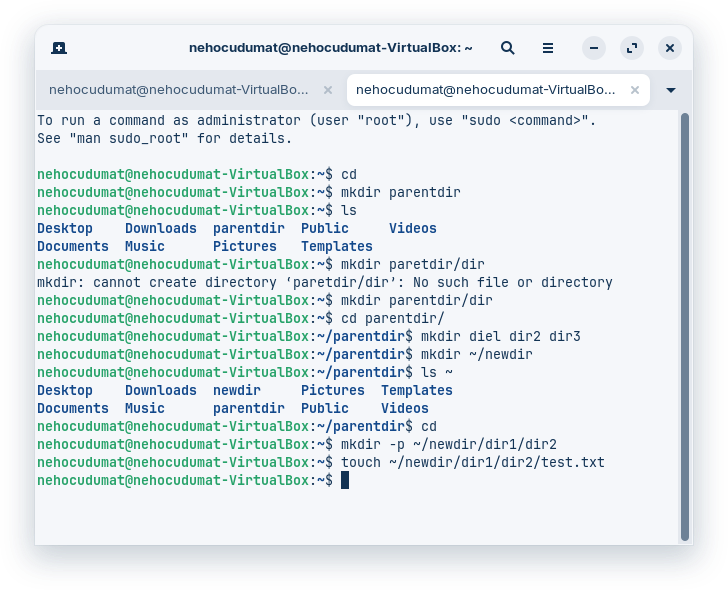 nehocudumat@nehocudumat-VirtualBox: ~
nehocudumat@nehocudumat-VirtualBo...
nehocudumat@nehocudumat-VirtualBo...
To run a command as administrator (user "root"), use "sudo <command>".
See "man sudo_root" for details.
nehocudumat@nehocudumat-VirtualBox:~$ cd
nehocudumat@nehocudumat-VirtualBox:~$ mkdir parentdir
nehocudumat@nehocudumat-VirtualBox:~$ ls
Desktop    Downloads  parentdir  Public     Videos
Documents  Music      Pictures   Templates
nehocudumat@nehocudumat-VirtualBox:~$ mkdir paretdir/dir
mkdir: cannot create directory ‘paretdir/dir’: No such file or directory
nehocudumat@nehocudumat-VirtualBox:~$ mkdir parentdir/dir
nehocudumat@nehocudumat-VirtualBox:~$ cd parentdir/
nehocudumat@nehocudumat-VirtualBox:~/parentdir$ mkdir diel dir2 dir3
nehocudumat@nehocudumat-VirtualBox:~/parentdir$ mkdir ~/newdir
nehocudumat@nehocudumat-VirtualBox:~/parentdir$ ls ~
Desktop    Downloads  newdir     Pictures  Templates
Documents  Music      parentdir  Public    Videos
nehocudumat@nehocudumat-VirtualBox:~/parentdir$ cd
nehocudumat@nehocudumat-VirtualBox:~$ mkdir -p ~/newdir/dir1/dir2
nehocudumat@nehocudumat-VirtualBox:~$ touch ~/newdir/dir1/dir2/test.txt
nehocudumat@nehocudumat-VirtualBox:~$